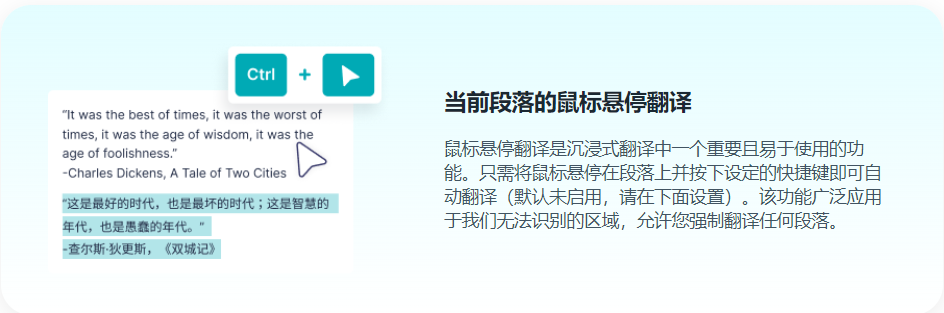 Ctrl +
“It was the best of times, it was the worst of
times, it was the age of wisdom, it was the
age of foolishness.”
-Charles Dickens, A Tale of Two Cities
“这是最好的时代，也是最坏的时代；这是智慧的
年代，也是愚蠢的年代。”
-查尔斯·狄更斯，《双城记》
当前段落的鼠标悬停翻译
鼠标悬停翻译是沉浸式翻译中一个重要且易于使用的功
能。只需将鼠标悬停在段落上并按下设定的快捷键即可自
动翻译（默认未启用，请在下面设置）。该功能广泛应用
于我们无法识别的区域，允许您强制翻译任何段落。